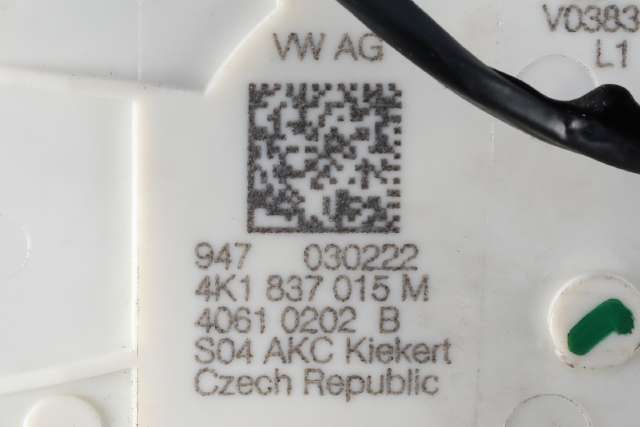 VW AG
V0383
L1
947 030222
4K1 837 015 M
4061 0202 B
S04 AKC Kiekert
Czech Republic